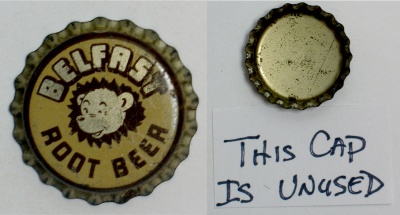 BELFAST
ROOT BEER
THIS CAP
IS UNUSED